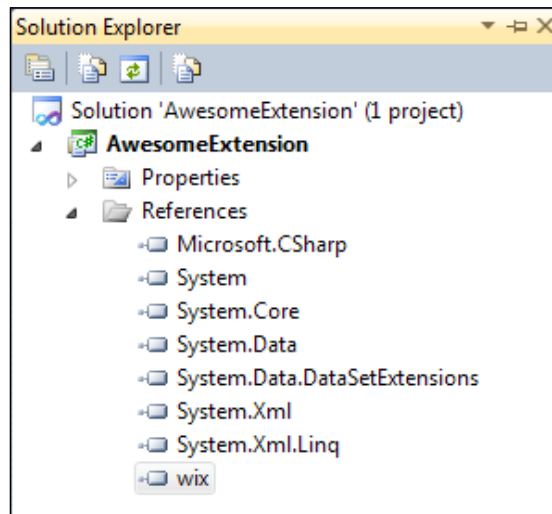 Solution Explorer
Solution 'AwesomeExtension' (1 project)
C#
AwesomeExtension
Properties
References
Microsoft.CSharp
System
System.Core
System.Data
System.Data.DataSetExtensions
System.Xml
System.Xml.Linq
wix